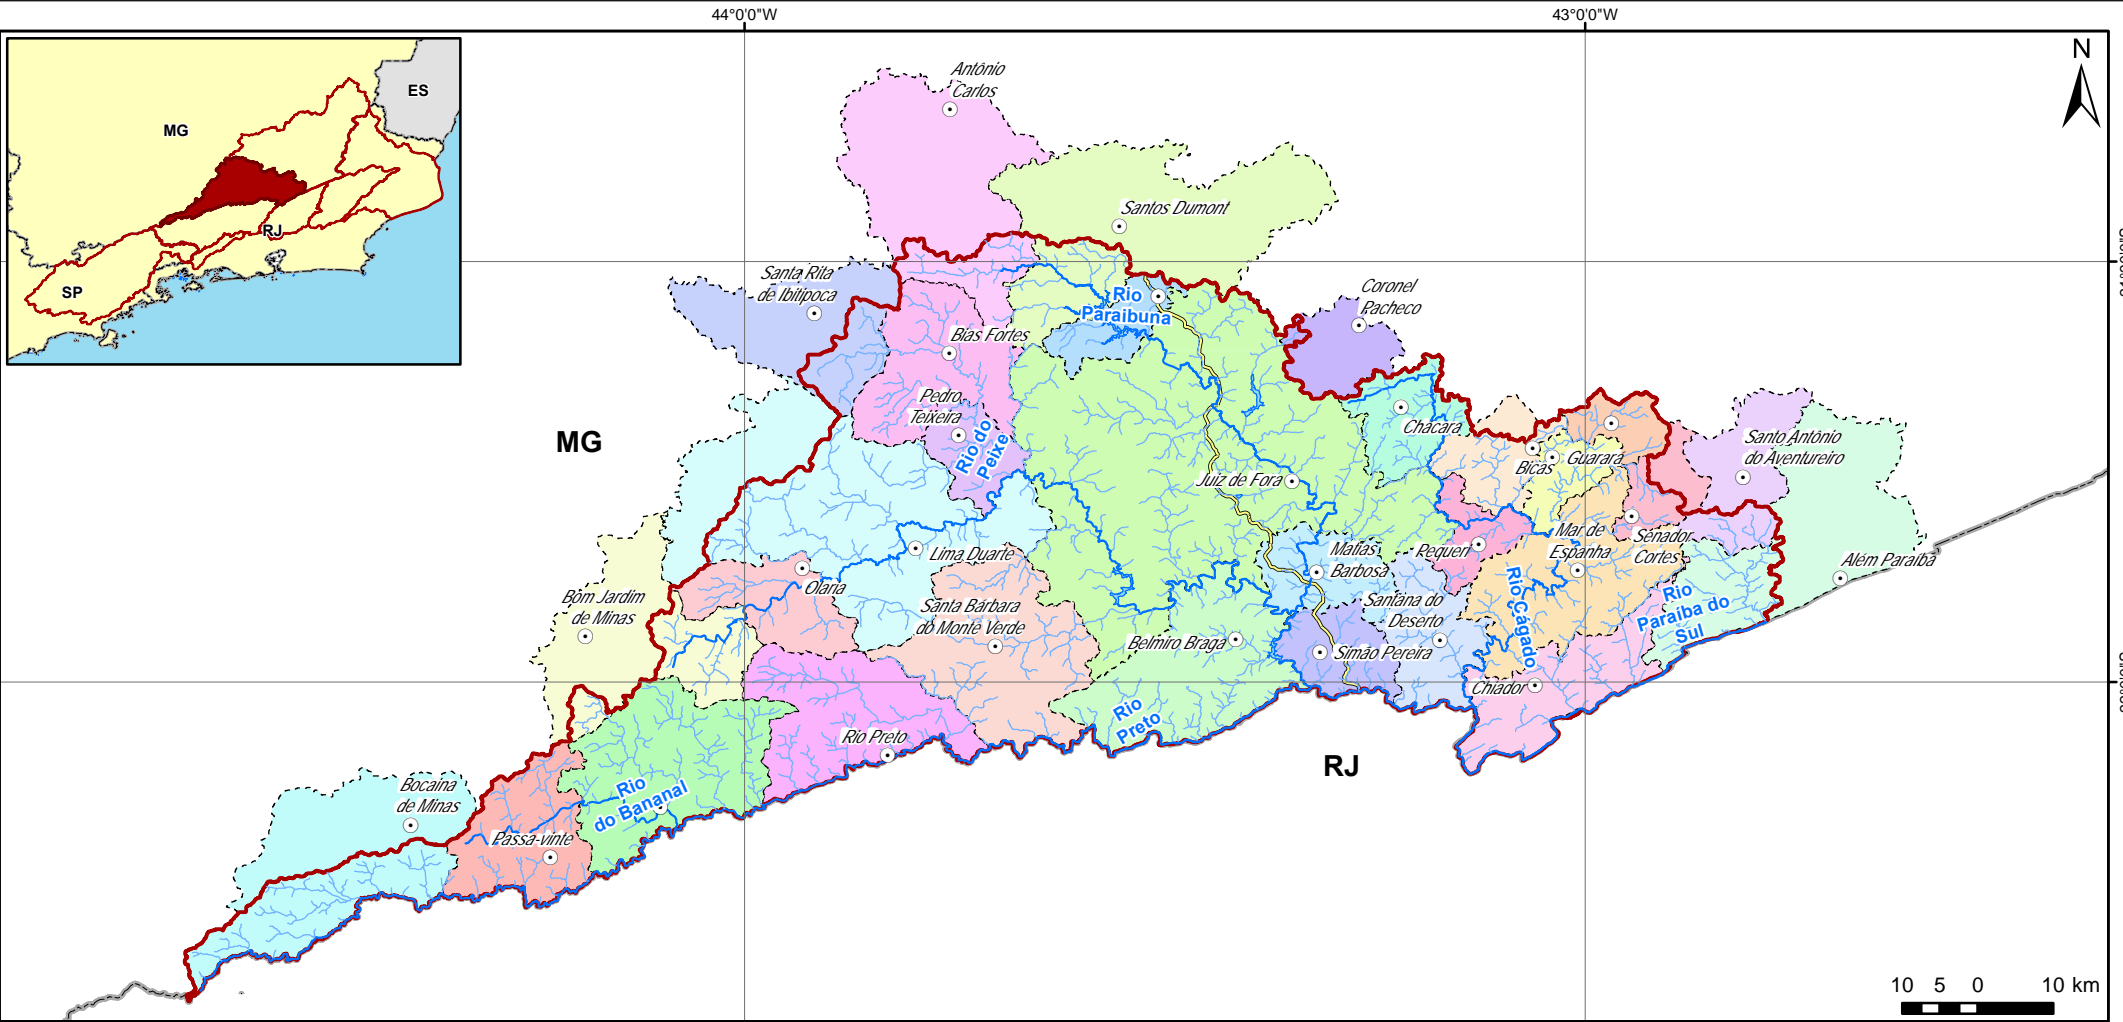 44°0'0"W
43°0'0"W
N
ES
MG
RJ
SP
Antônio
Carlos
Santos Dumont
Santa Rita
de Ibitipoca
Coronel
Pacheco
Rio
Paraibuna
Bias Fortes
Pedro
Teixeira
Rio do
Peixe
Chácara
MG
Santo Antônio
do Aventureiro
Bicas
Guarará
Juiz de Fora
Mar de
Espanha
Senador
Cortes
Pequeri
Matias
Barbosa
Lima Duarte
Além Paraíba
Olaria
Bom Jardim
de Minas
Santa Bárbara
do Monte Verde
Santana do
Deserto
Rio Cágado
Rio
Paraíba do
Sul
Belmiro Braga
Simão Pereira
Chiador
Rio
Preto
Rio Preto
RJ
Rio
do Bananal
Bocaina
de Minas
Passa-vinte
10 5 0 10 km